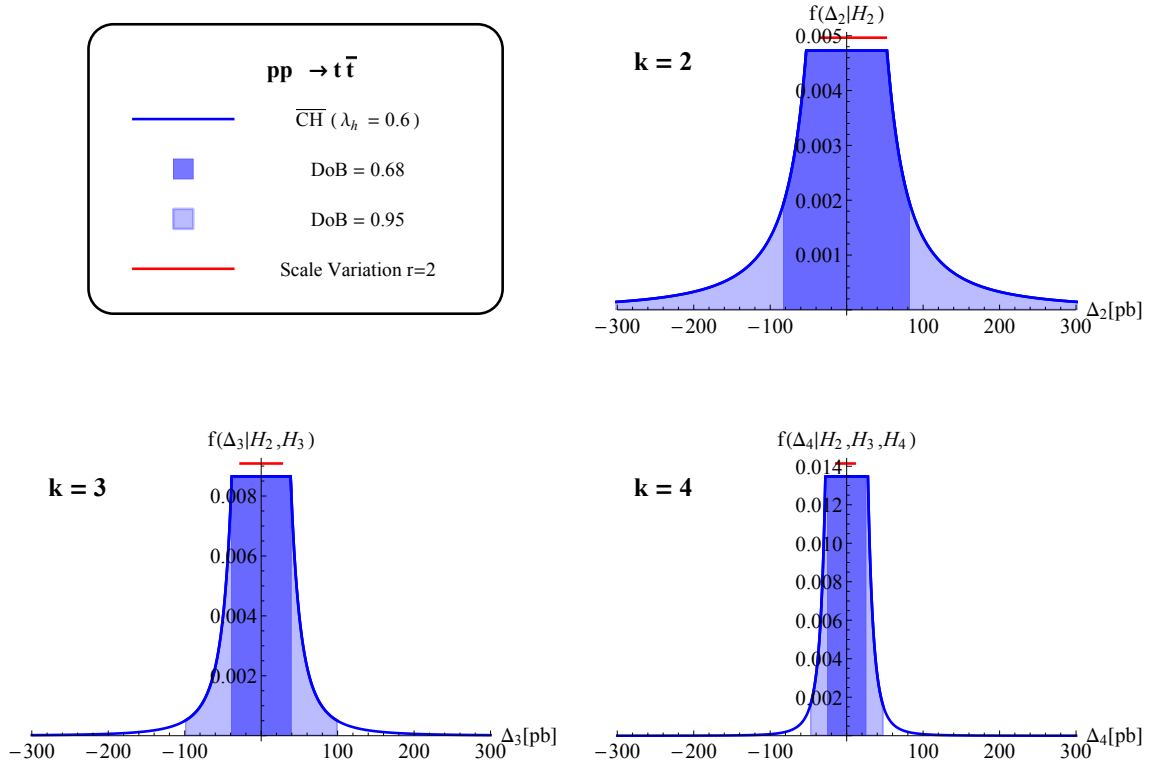 pp → t t̅
C̅H̅ ( λh = 0.6 )
DoB = 0.68
DoB = 0.95
Scale Variation r=2
f(Δ2|H2)
k = 2
0.005
0.004
0.003
0.002
0.001
−300 −200 −100 100 200 300 Δ2[pb]
f(Δ3|H2,H3)
k = 3
0.008
0.006
0.004
0.002
−300 −200 −100 100 200 300 Δ3[pb]
f(Δ4|H2,H3,H4)
k = 4
0.014
0.012
0.010
0.008
0.006
0.004
0.002
−300 −200 −100 100 200 300 Δ4[pb]